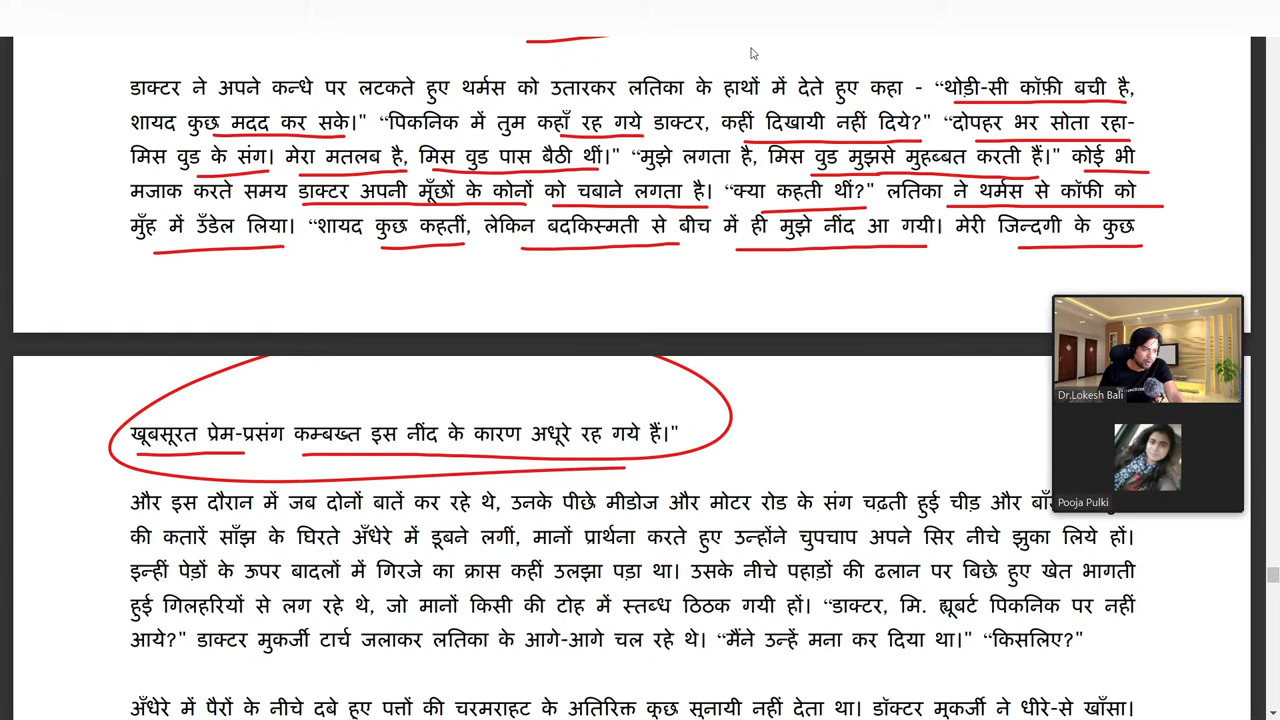 डाक्टर ने अपने कन्धे पर लटकते हुए थर्मस को उतारकर लतिका के हाथों में देते हुए कहा - “थोड़ी-सी कॉफ़ी बची है,
शायद कुछ मदद कर सके।" “पिकनिक में तुम कहाँ रह गये डाक्टर, कहीं दिखायी नहीं दिये?" “दोपहर भर सोता रहा-
मिस वुड के संग। मेरा मतलब है, मिस वुड पास बैठी थीं।" “मुझे लगता है, मिस वुड मुझसे मुहब्बत करती हैं।" कोई भी
मजाक करते समय डाक्टर अपनी मूँछों के कोनों को चबाने लगता है। “क्या कहती थीं?" लतिका ने थर्मस से कॉफी को
मुँह में उँडेल लिया। “शायद कुछ कहतीं, लेकिन बदकिस्मती से बीच में ही मुझे नींद आ गयी। मेरी जिन्दगी के कुछ
खूबसूरत प्रेम-प्रसंग कम्बख्त इस नींद के कारण अधूरे रह गये हैं।"
और इस दौरान में जब दोनों बातें कर रहे थे, उनके पीछे मीडोज और मोटर रोड के संग चढ़ती हुई चीड़ और
की कतारें साँझ के घिरते अँधेरे में डूबने लगीं, मानों प्रार्थना करते हुए उन्होंने चुपचाप अपने सिर नीचे झुका लिये हों।
इन्हीं पेड़ों के ऊपर बादलों में गिरजे का क्रास कहीं उलझा पड़ा था। उसके नीचे पहाड़ों की ढलान पर बिछे हुए खेत भागती
हुई गिलहरियों से लग रहे थे, जो मानों किसी की टोह में स्तब्ध ठिठक गयी हों। “डाक्टर, मि. ह्यूबर्ट पिकनिक पर नहीं
आये?" डाक्टर मुकर्जी टार्च जलाकर लतिका के आगे-आगे चल रहे थे। “मैंने उन्हें मना कर दिया था।" “किसलिए?"
अँधेरे में पैरों के नीचे दबे हुए पत्तों की चरमराहट के अतिरिक्त कुछ सुनायी नहीं देता था। डॉक्टर मुकर्जी ने धीरे-से खाँसा।
Dr.Lokesh Bali
Pooja Pulki